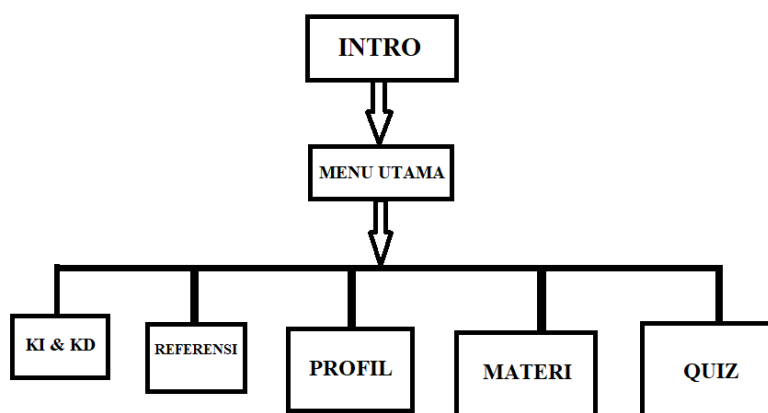 INTRO
MENU UTAMA
KI & KD
REFERENSI
PROFIL
MATERI
QUIZ